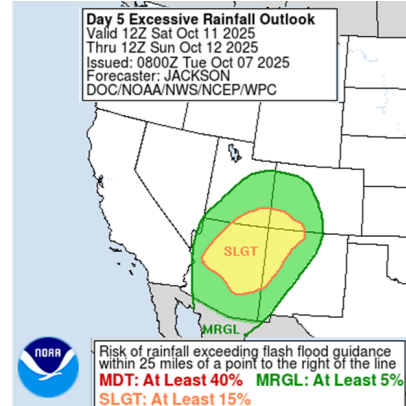 Day 5 Excessive Rainfall Outlook
Valid 12Z Sat Oct 11 2025
Thru 12Z Sun Oct 12 2025
Issued: 0800Z Tue Oct 07 2025
Forecaster: JACKSON
DOC/NOAA/NWS/NCEP/WPC
SLGT
MRGL
NOAA
Risk of rainfall exceeding flash flood guidance
within 25 miles of a point to the right of the line
MDT: At Least 40% MRGL: At Least 5%
SLGT: At Least 15%